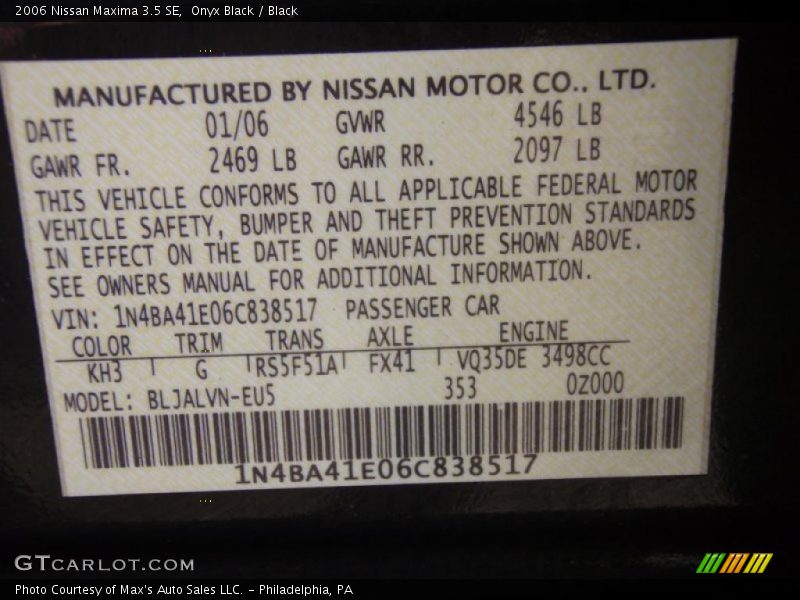 2006 Nissan Maxima 3.5 SE, Onyx Black / Black
MANUFACTURED BY NISSAN MOTOR CO., LTD.
DATE 01/06 GVWR 4546 LB
GAWR FR. 2469 LB GAWR RR. 2097 LB
THIS VEHICLE CONFORMS TO ALL APPLICABLE FEDERAL MOTOR
VEHICLE SAFETY, BUMPER AND THEFT PREVENTION STANDARDS
IN EFFECT ON THE DATE OF MANUFACTURE SHOWN ABOVE.
SEE OWNERS MANUAL FOR ADDITIONAL INFORMATION.
VIN: 1N4BA41E06C838517 PASSENGER CAR
COLOR TRIM TRANS AXLE ENGINE
KH3 G RS5F51A FX41 VQ35DE 3498CC
MODEL: BLJALVN-EU5 353 0Z000
1N4BA41E06C838517
GTCARLOT.COM
Photo Courtesy of Max's Auto Sales LLC. - Philadelphia, PA